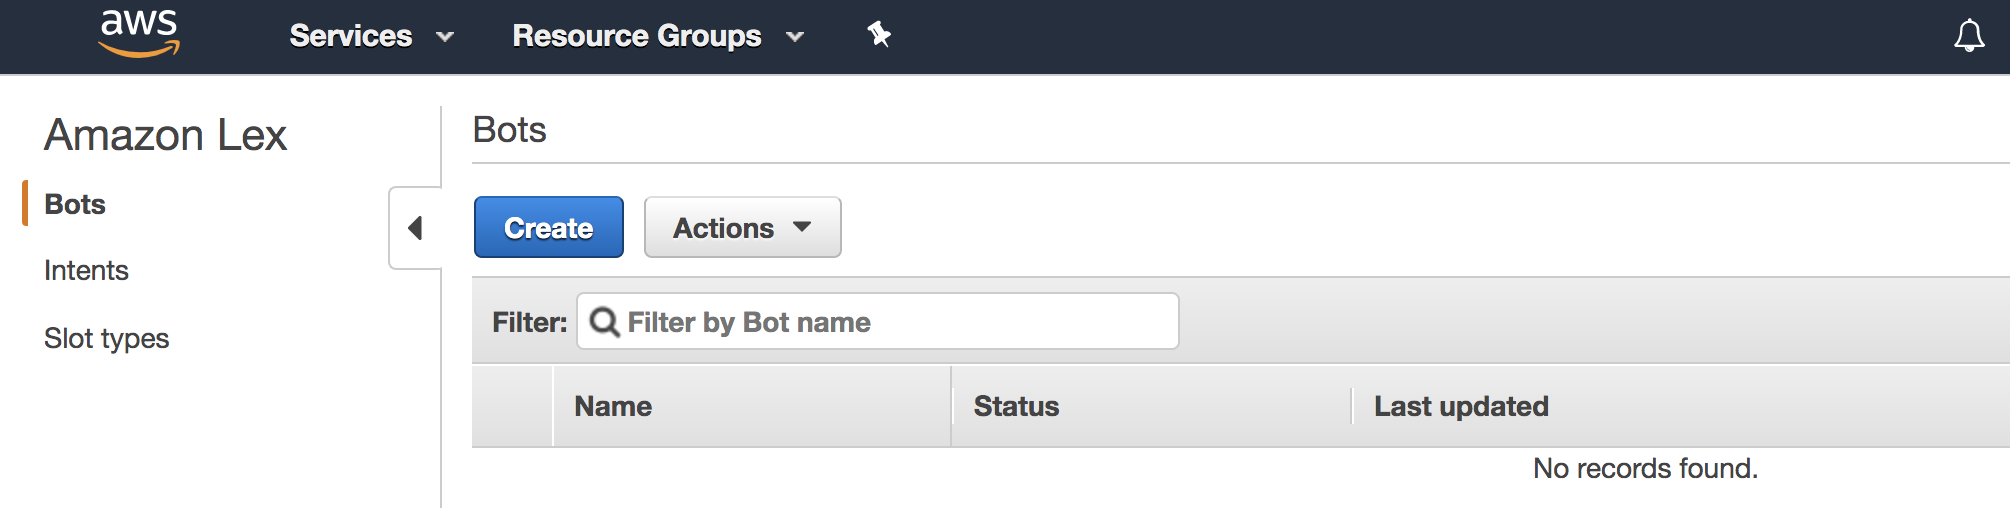 aws Services Resource Groups
Amazon Lex
Bots
Intents
Slot types
Bots
Create Actions
Filter: Filter by Bot name
Name Status Last updated
No records found.